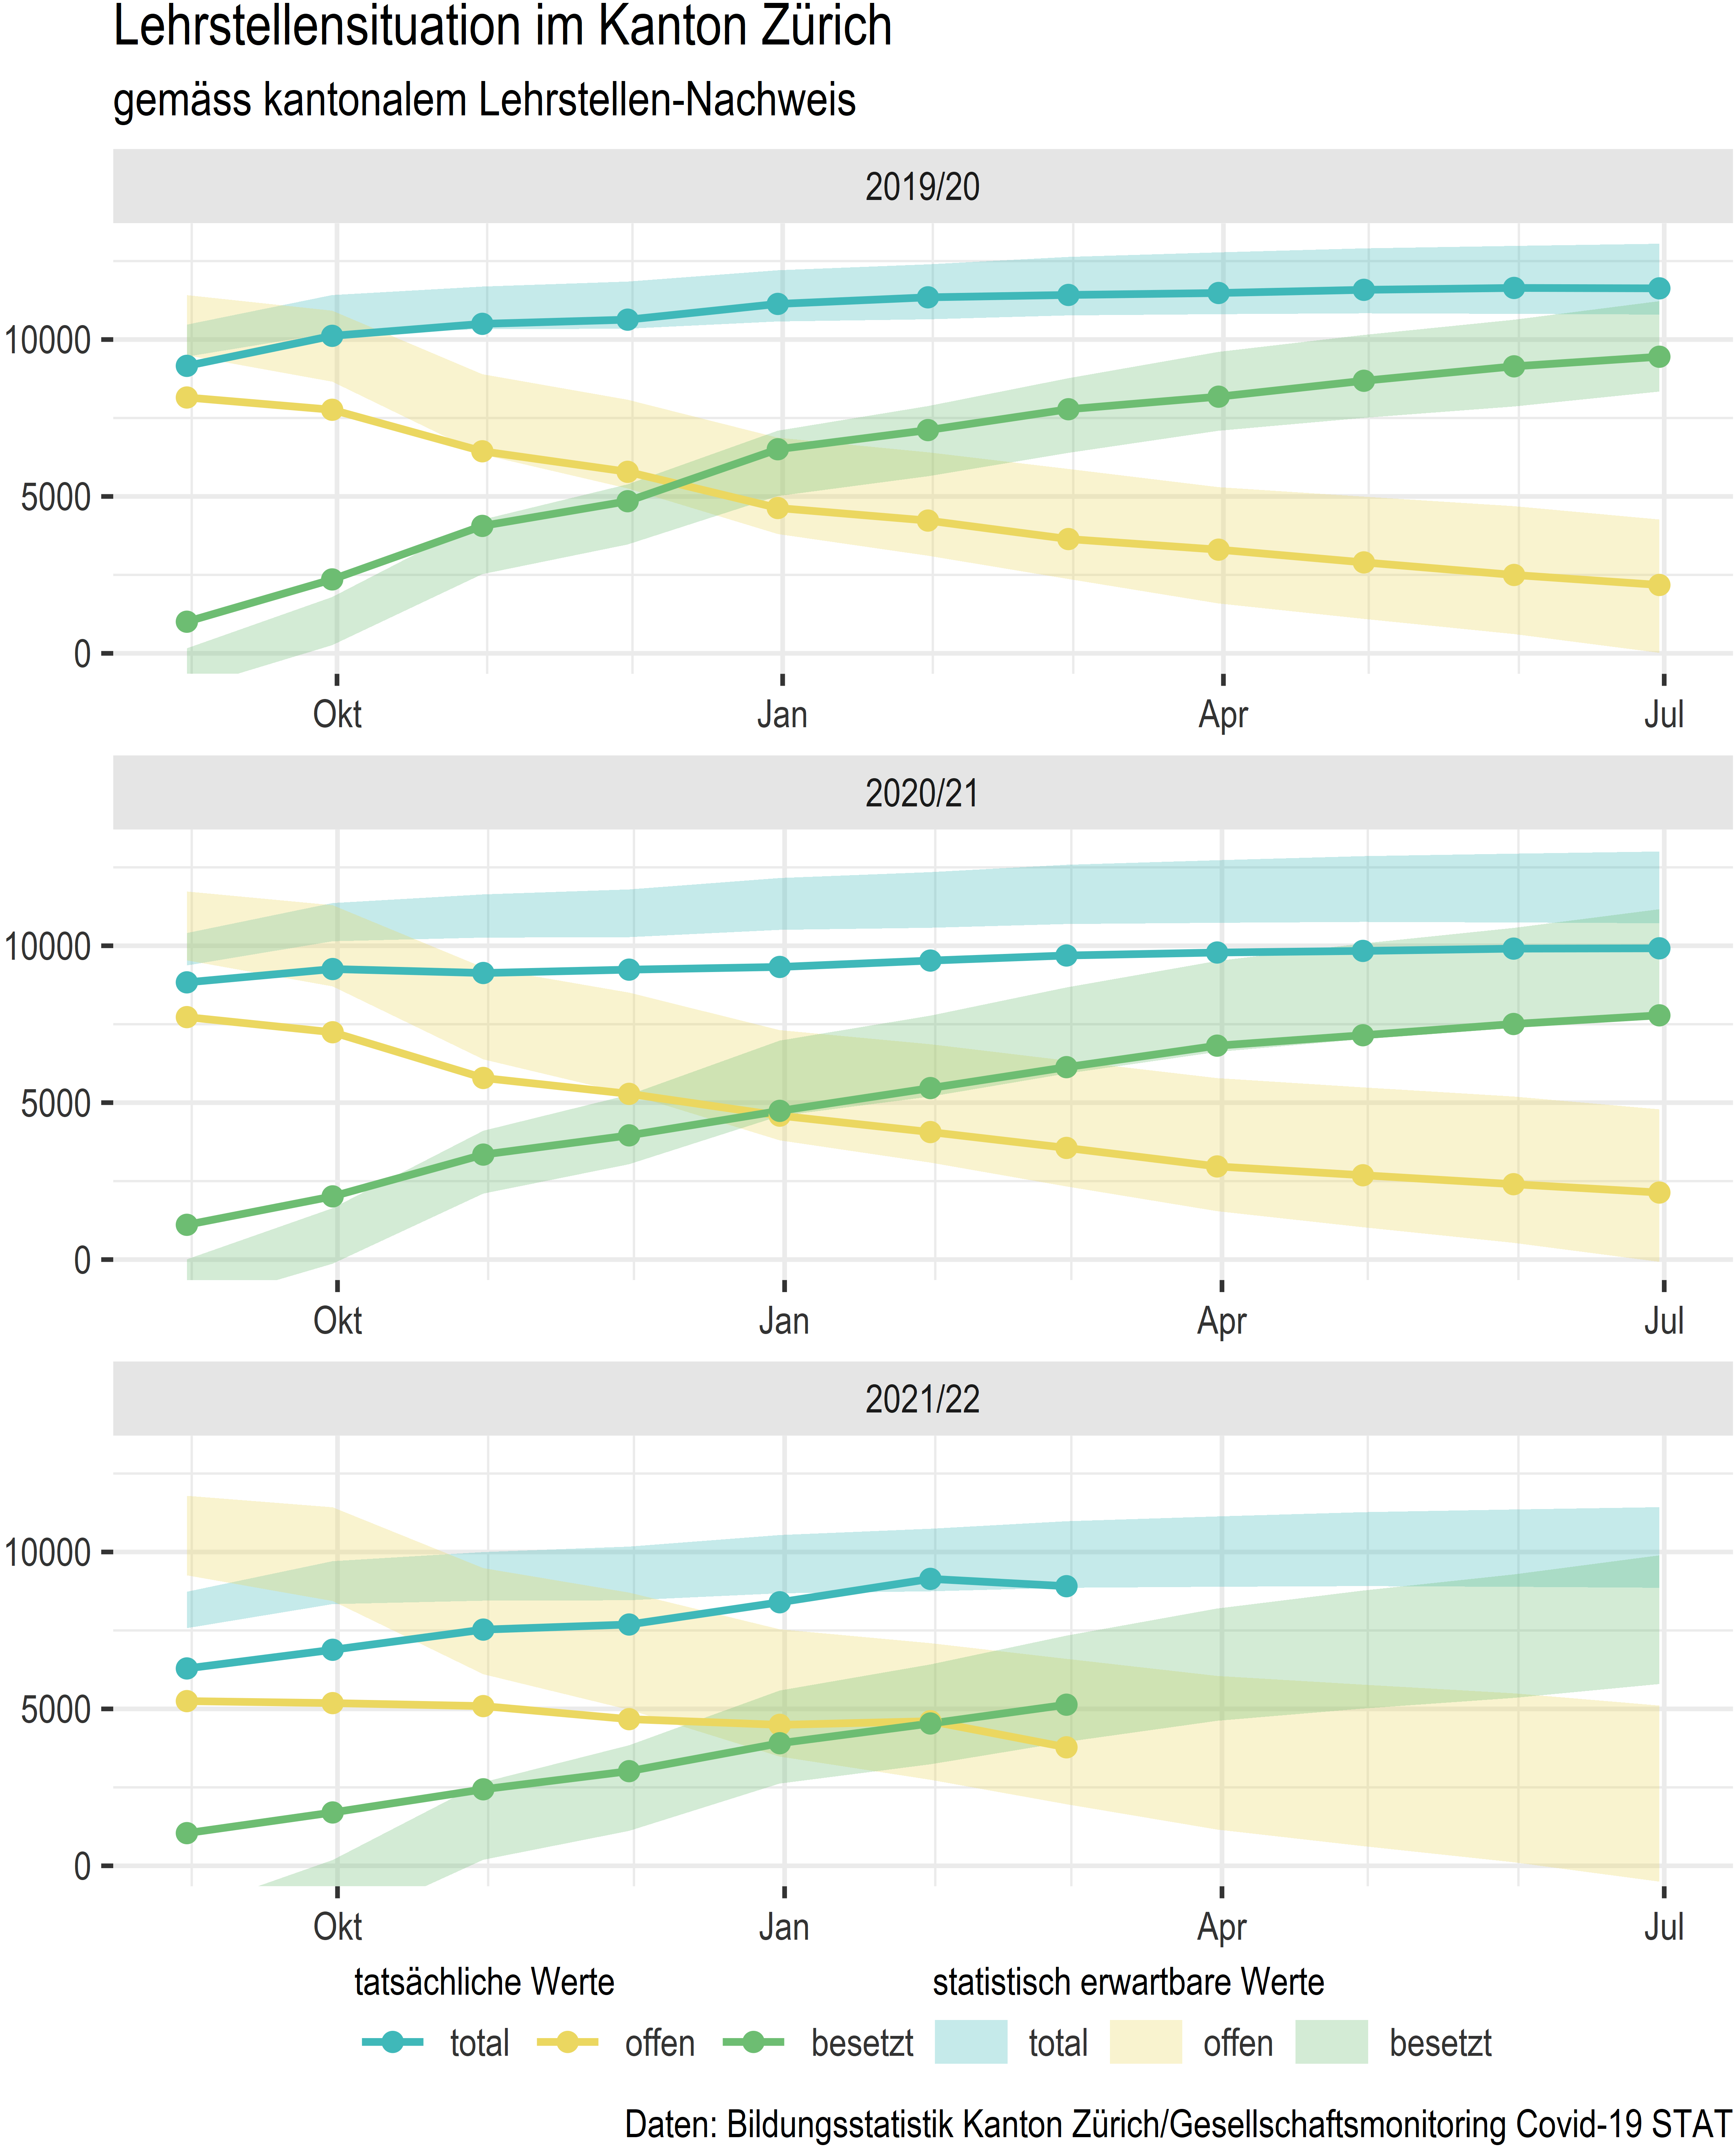 Lehrstellensituation im Kanton Zürich
gemäss kantonalem Lehrstellen-Nachweis
2019/20
10000
5000
0
Okt Jan Apr Jul
2020/21
10000
5000
0
Okt Jan Apr Jul
2021/22
10000
5000
0
Okt Jan Apr Jul
tatsächliche Werte statistisch erwartbare Werte
total offen besetzt total offen besetzt
Daten: Bildungsstatistik Kanton Zürich/Gesellschaftsmonitoring Covid-19 STAT